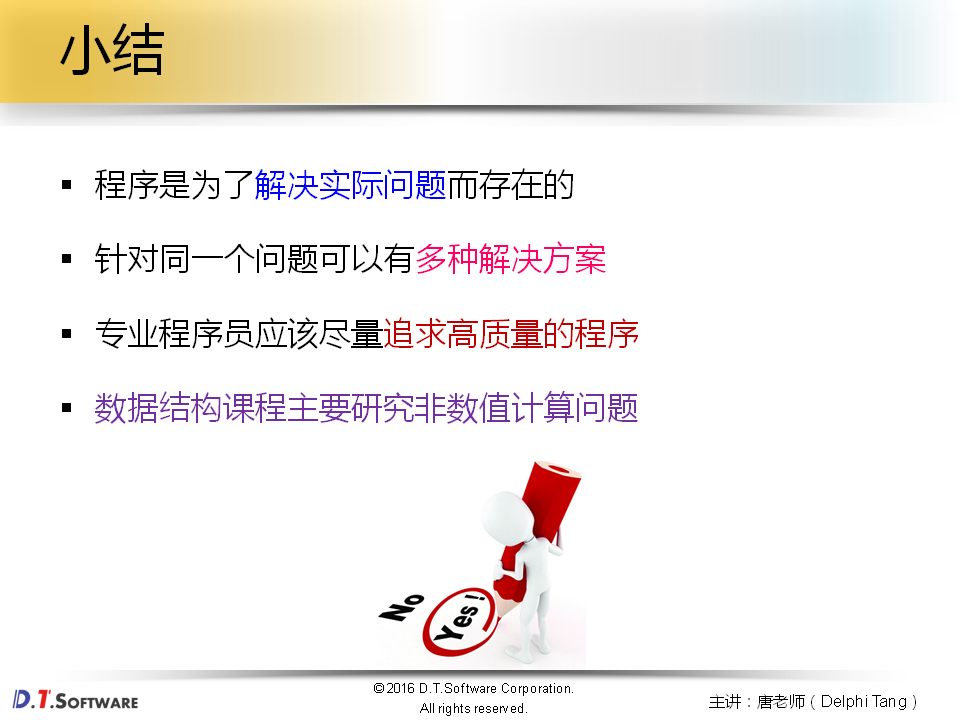 小结
▪ 程序是为了解决实际问题而存在的
▪ 针对同一个问题可以有多种解决方案
▪ 专业程序员应该尽量追求高质量的程序
▪ 数据结构课程主要研究非数值计算问题
No
Yes!
D.T.SOFTWARE
©2016 D.T.Software Corporation.
All rights reserved.
主讲：唐老师（Delphi Tang）